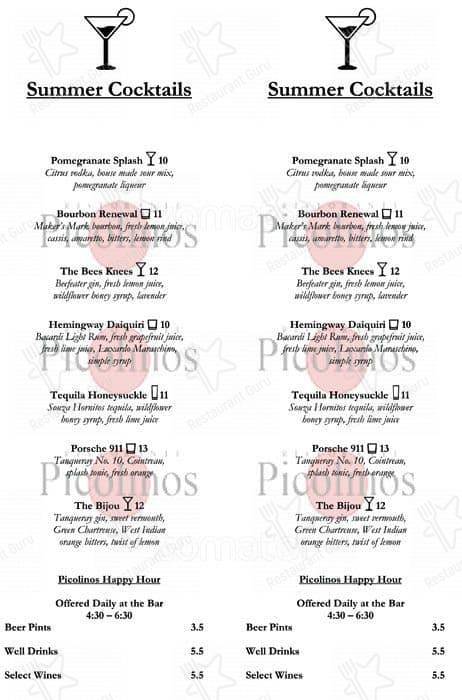 Summer Cocktails
Pomegranate Splash 10
Citrus vodka, house made sour mix,
pomegranate liqueur
Bourbon Renewal 11
Maker's Mark bourbon, fresh lemon juice,
cassis, amaretto, bitters, lemon rind
The Bees Knees 12
Beefeater gin, fresh lemon juice,
wildflower honey syrup, lavender
Hemingway Daiquiri 10
Bacardi Light Rum, fresh grapefruit juice,
fresh lime juice, Luxardo Maraschino,
simple syrup
Tequila Honeysuckle 11
Souza Hornitos tequila, wildflower
honey syrup, fresh lime juice
Porsche 911 13
Tanqueray No. 10, Cointreau,
splash tonic, fresh orange
The Bijou 12
Tanqueray gin, sweet vermouth,
Green Chartreuse, West Indian
orange bitters, twist of lemon
Picolinos Happy Hour
Offered Daily at the Bar
4:30 – 6:30
Beer Pints 3.5
Well Drinks 5.5
Select Wines 5.5
Summer Cocktails
Pomegranate Splash 10
Citrus vodka, house made sour mix,
pomegranate liqueur
Bourbon Renewal 11
Maker's Mark bourbon, fresh lemon juice,
cassis, amaretto, bitters, lemon rind
The Bees Knees 12
Beefeater gin, fresh lemon juice,
wildflower honey syrup, lavender
Hemingway Daiquiri 10
Bacardi Light Rum, fresh grapefruit juice,
fresh lime juice, Luxardo Maraschino,
simple syrup
Tequila Honeysuckle 11
Souza Hornitos tequila, wildflower
honey syrup, fresh lime juice
Porsche 911 13
Tanqueray No. 10, Cointreau,
splash tonic, fresh orange
The Bijou 12
Tanqueray gin, sweet vermouth,
Green Chartreuse, West Indian
orange bitters, twist of lemon
Picolinos Happy Hour
Offered Daily at the Bar
4:30 – 6:30
Beer Pints 3.5
Well Drinks 5.5
Select Wines 5.5